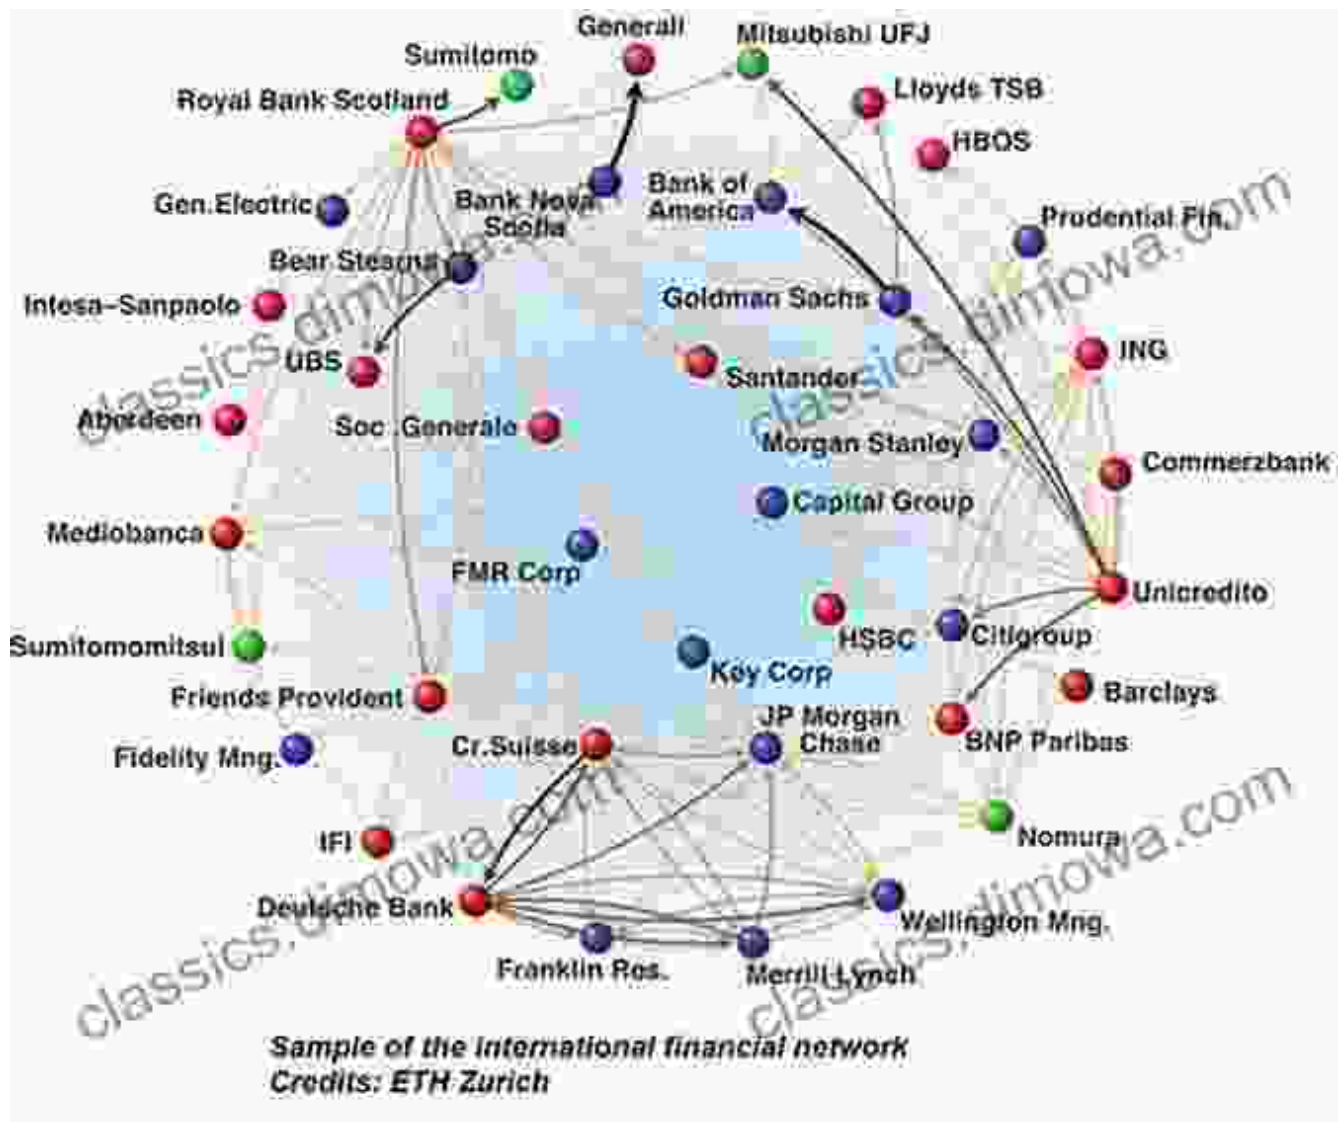 Generali
Mitsubishi UFJ
Sumitomo
Lloyds TSB
Royal Bank Scotland
HBOS
Bank of
America
Gen.Electric
Bank Nova
Scotia
Prudential Fin.
Bear Stearns
Goldman Sachs
Intesa-Sanpaolo
UBS
ING
Santander
Aberdeen
Soc .Generale
Morgan Stanley
Commerzbank
Capital Group
Mediobanca
FMR Corp
Unicredito
HSBC
Citigroup
Sumitomomitsui
Key Corp
Friends Provident
Barclays
JP Morgan
Chase
BNP Paribas
Cr.Suisse
Fidelity Mng.
IFI
Nomura
Deutsche Bank
Wellington Mng.
Franklin Res.
Merrill Lynch
classics.dimowa.com
classics.dimowa.com
classics.dimowa.com
classics.dimowa.com
Sample of the international financial network
Credits: ETH Zurich